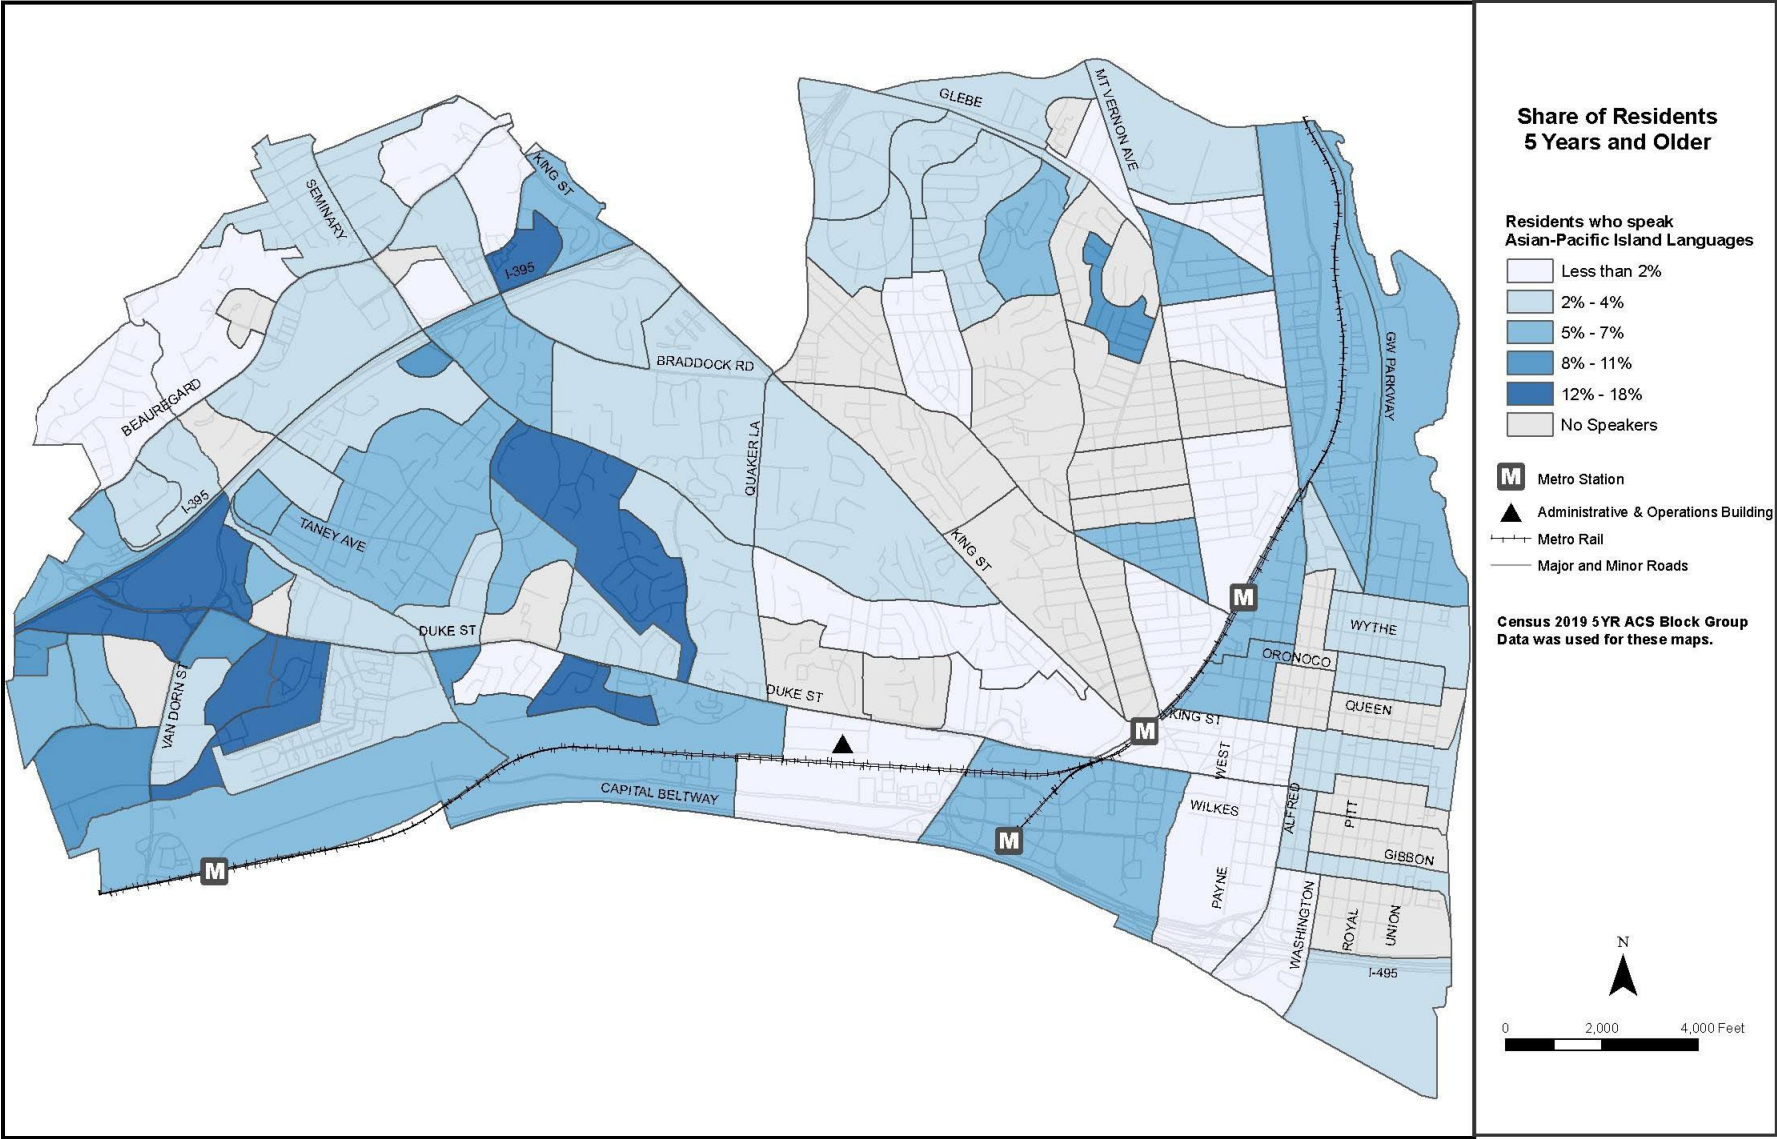 GLEBE
MT VERNON AVE
KING ST
SEMINARY
I-395
BRADDOCK RD
GW PARKWAY
BEAUREGARD
QUAKER LA
I-395
TANEY AVE
KING ST
M
DUKE ST
WYTHE
ORONOCO
VAN DORN ST
DUKE ST
QUEEN
KING ST
M
WEST
CAPITAL BELTWAY
WILKES
ALFRED
PITT
M
GIBBON
M
PAYNE
WASHINGTON
ROYAL
UNION
I-495
Share of Residents
5 Years and Older
Residents who speak
Asian-Pacific Island Languages
Less than 2%
2% - 4%
5% - 7%
8% - 11%
12% - 18%
No Speakers
M Metro Station
Administrative & Operations Building
Metro Rail
Major and Minor Roads
Census 2019 5YR ACS Block Group
Data was used for these maps.
N
0 2,000 4,000 Feet